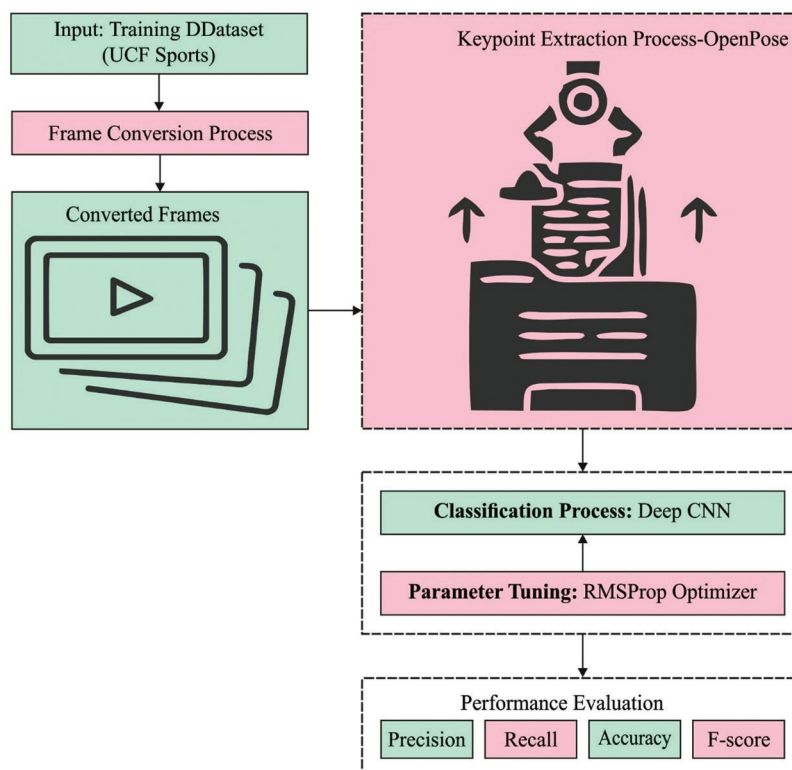 Input: Training DDataset
(UCF Sports)
Frame Conversion Process
Converted Frames
Keypoint Extraction Process-OpenPose
Classification Process: Deep CNN
Parameter Tuning: RMSProp Optimizer
Performance Evaluation
Precision
Recall
Accuracy
F-score